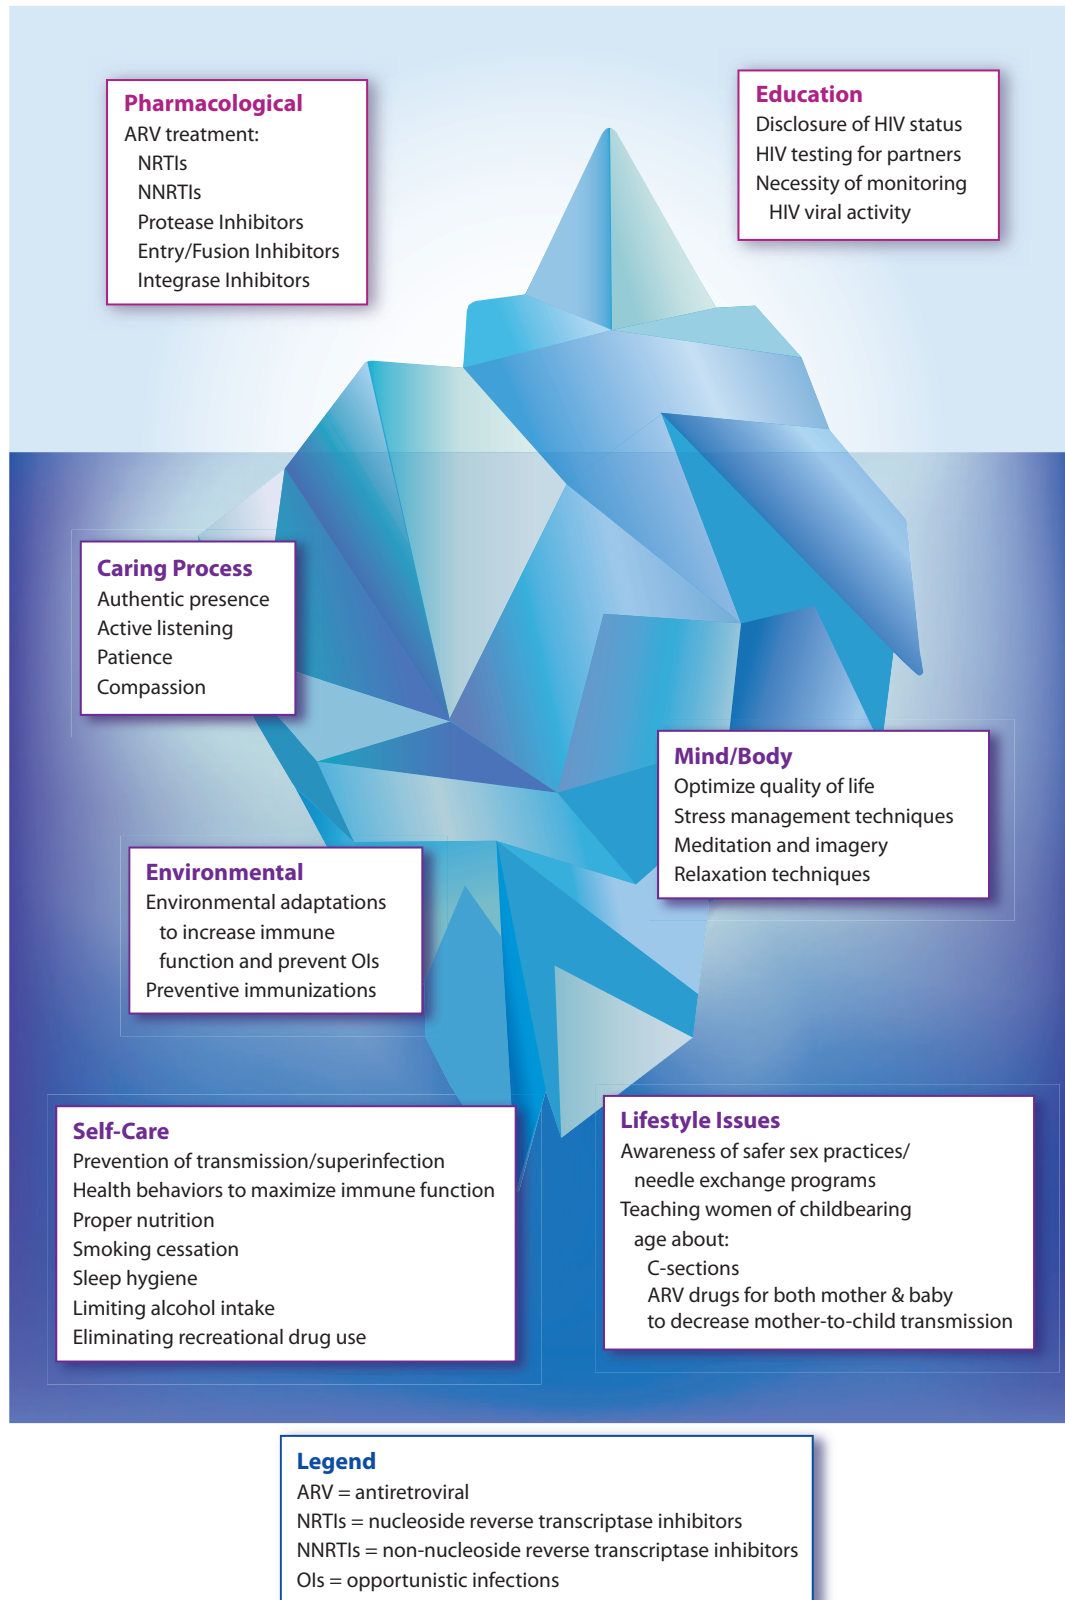 Pharmacological
ARV treatment:
NRTIs
NNRTIs
Protease Inhibitors
Entry/Fusion Inhibitors
Integrase Inhibitors
Education
Disclosure of HIV status
HIV testing for partners
Necessity of monitoring
HIV viral activity
Caring Process
Authentic presence
Active listening
Patience
Compassion
Mind/Body
Optimize quality of life
Stress management techniques
Meditation and imagery
Relaxation techniques
Environmental
Environmental adaptations
to increase immune
function and prevent OIs
Preventive immunizations
Self-Care
Prevention of transmission/superinfection
Health behaviors to maximize immune function
Proper nutrition
Smoking cessation
Sleep hygiene
Limiting alcohol intake
Eliminating recreational drug use
Lifestyle Issues
Awareness of safer sex practices/
needle exchange programs
Teaching women of childbearing
age about:
C-sections
ARV drugs for both mother & baby
to decrease mother-to-child transmission
Legend
ARV = antiretroviral
NRTIs = nucleoside reverse transcriptase inhibitors
NNRTIs = non-nucleoside reverse transcriptase inhibitors
OIs = opportunistic infections